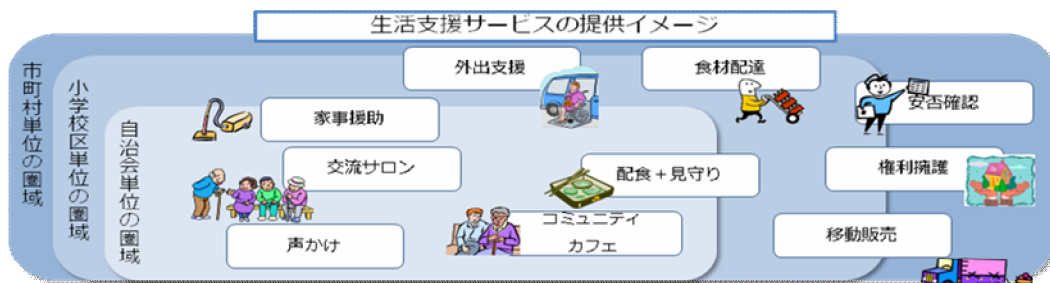 生活支援サービスの提供イメージ
市町村単位の圏域
小学校区単位の圏域
自治会単位の圏域
外出支援
食材配達
安否確認
家事援助
交流サロン
配食+見守り
権利擁護
声かけ
コミュニティ
カフェ
移動販売